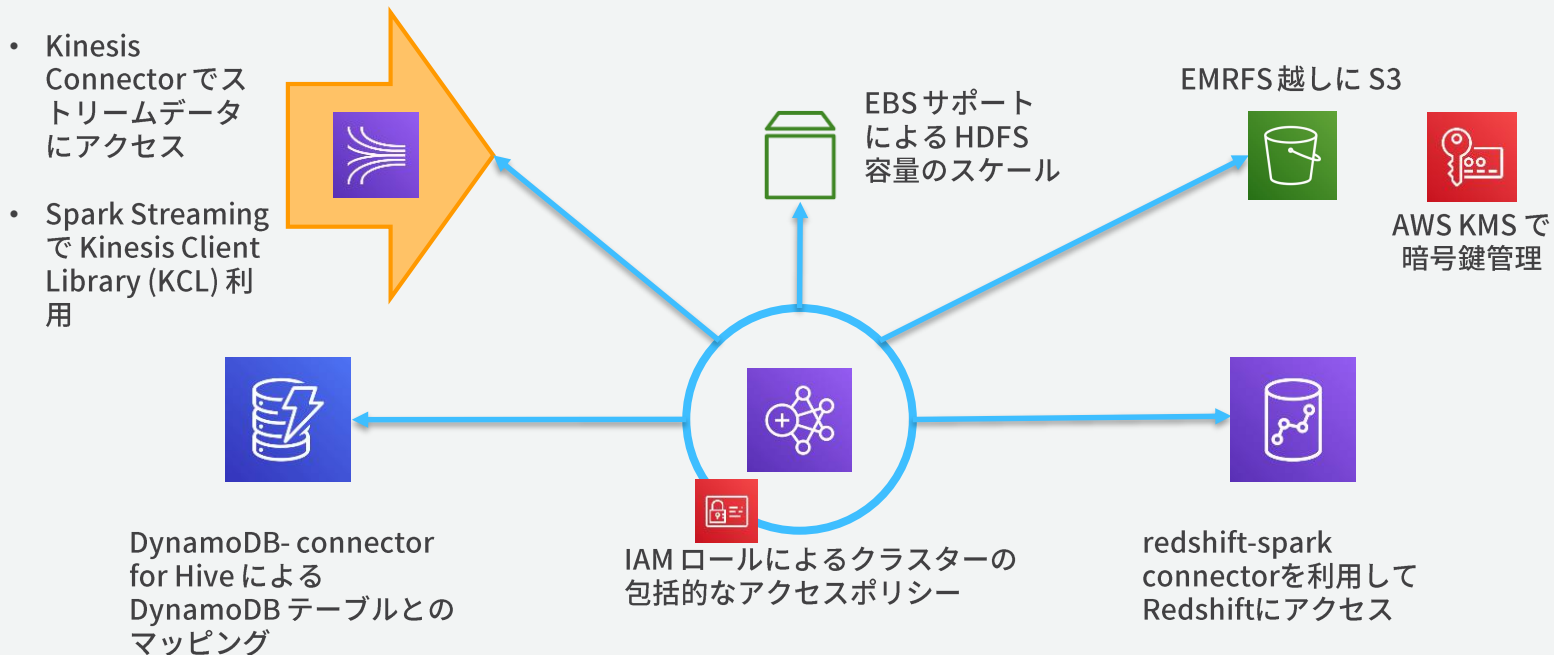 • Kinesis
Connector でス
トリームデータ
にアクセス
• Spark Streaming
で Kinesis Client
Library (KCL) 利
用
EBS サポート
による HDFS
容量のスケール
EMRFS 越しに S3
AWS KMS で
暗号鍵管理
DynamoDB- connector
for Hive による
DynamoDB テーブルとの
マッピング
IAM ロールによるクラスターの
包括的なアクセスポリシー
redshift-spark
connectorを利用して
Redshiftにアクセス